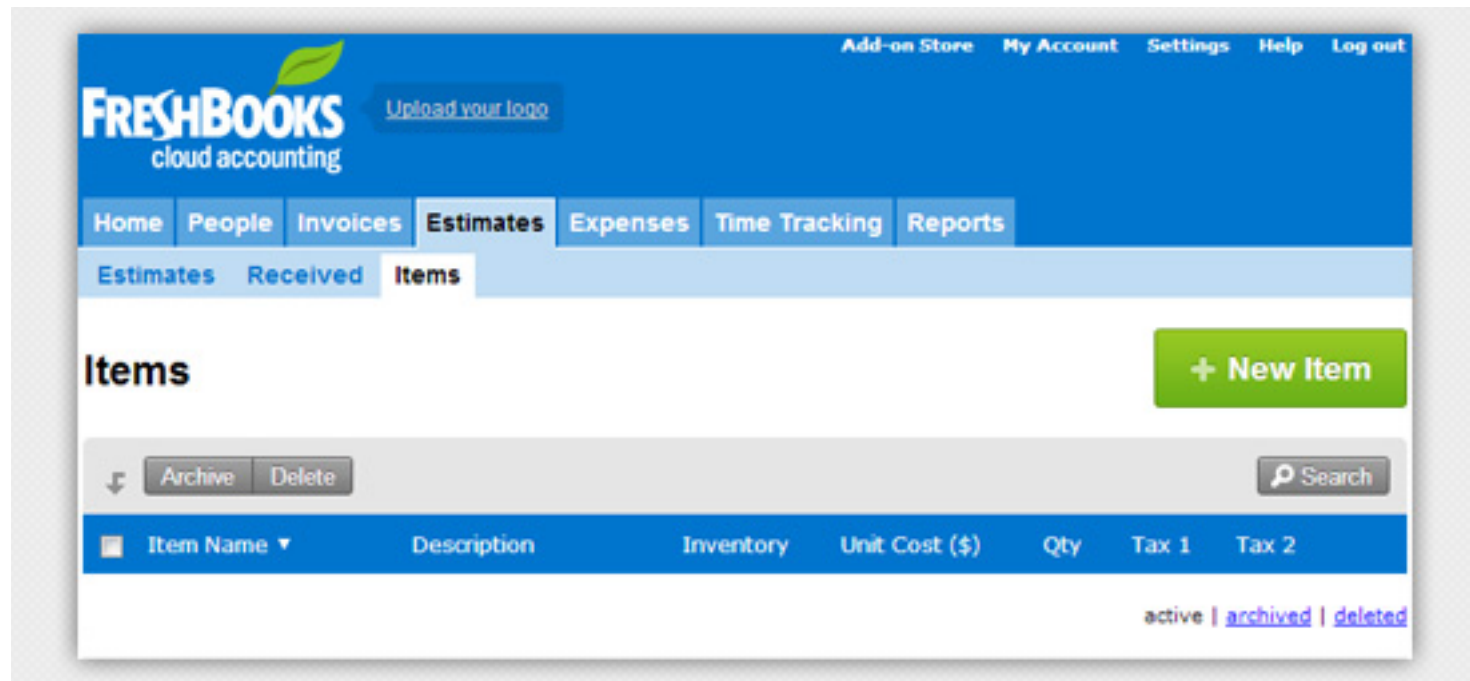 Add-on Store My Account Settings Help Log out
FRESHBOOKS
cloud accounting
Upload your logo
Home People Invoices Estimates Expenses Time Tracking Reports
Estimates Received Items
Items
+ New Item
Archive Delete
Search
Item Name ▼ Description Inventory Unit Cost ($) Qty Tax 1 Tax 2
active | archived | deleted